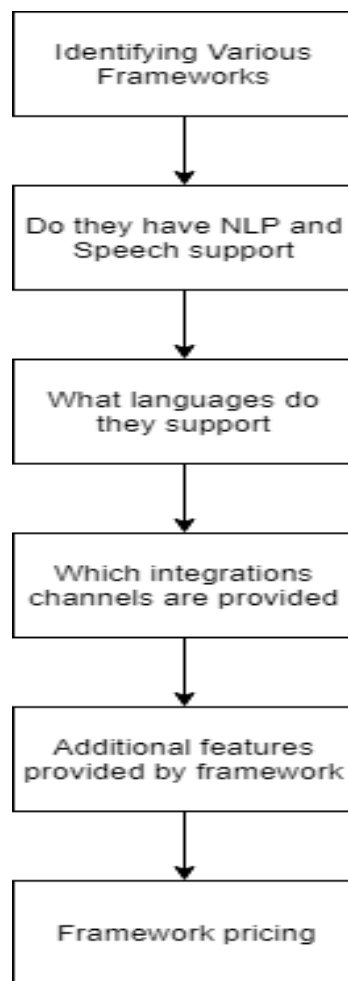 Identifying Various
Frameworks
Do they have NLP and
Speech support
What languages do
they support
Which integrations
channels are provided
Additional features
provided by framework
Framework pricing